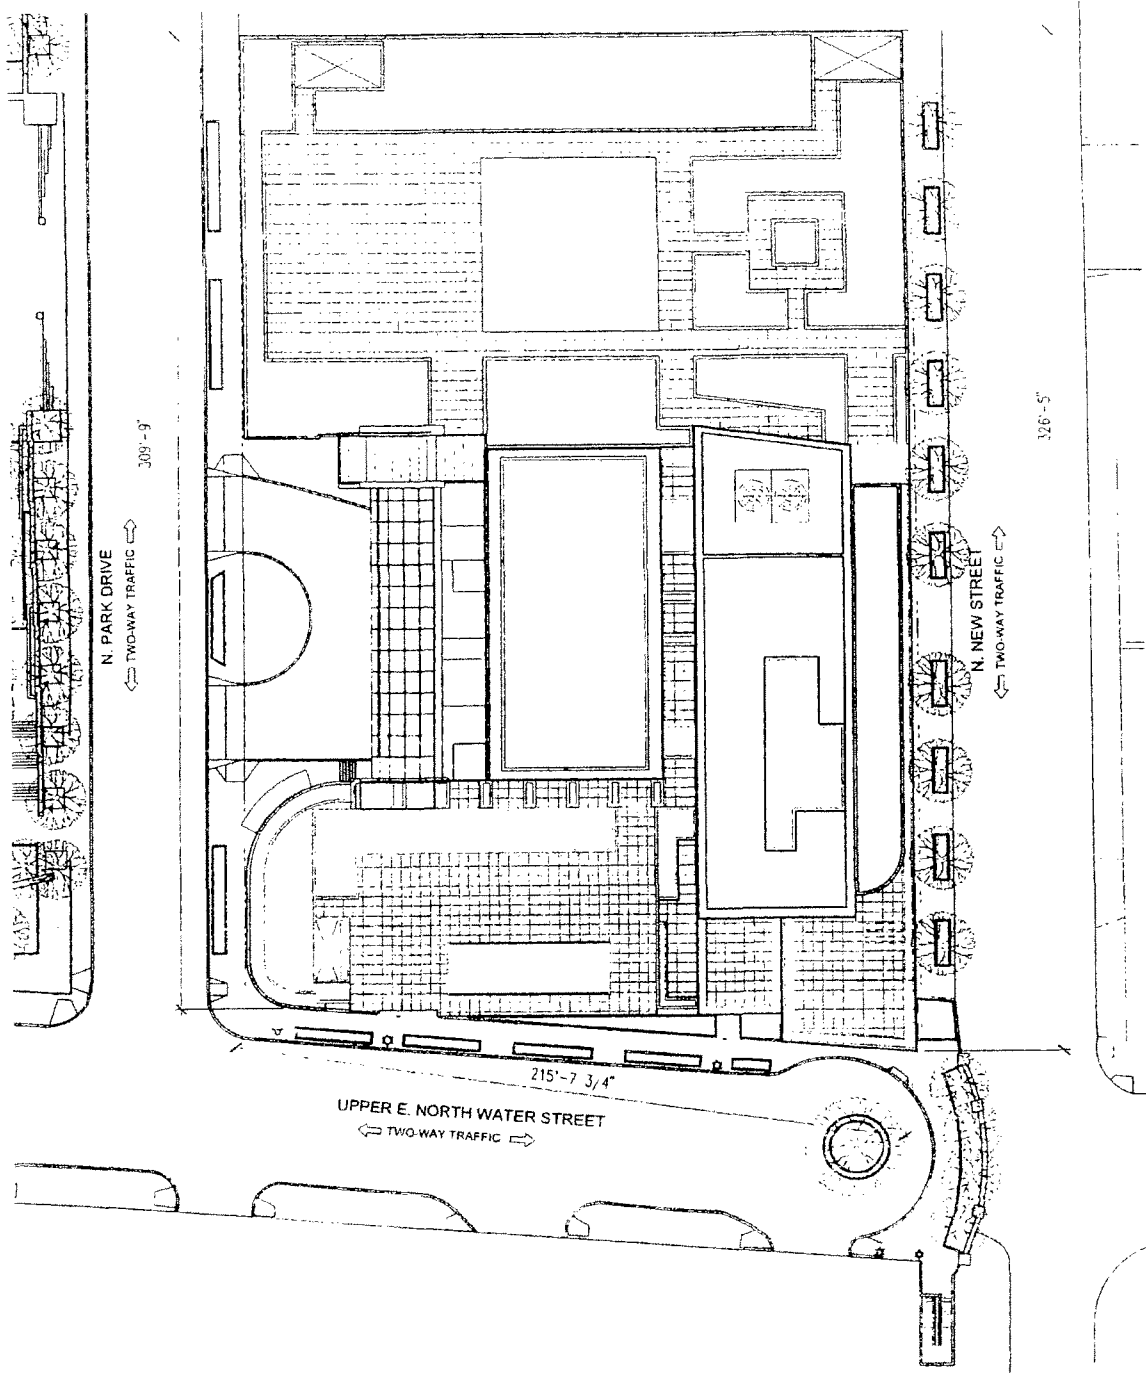 309'-9"
N. PARK DRIVE
TWO-WAY TRAFFIC
326'-5"
N. NEW STREET
TWO-WAY TRAFFIC
215'-7 3/4"
UPPER E. NORTH WATER STREET
TWO-WAY TRAFFIC